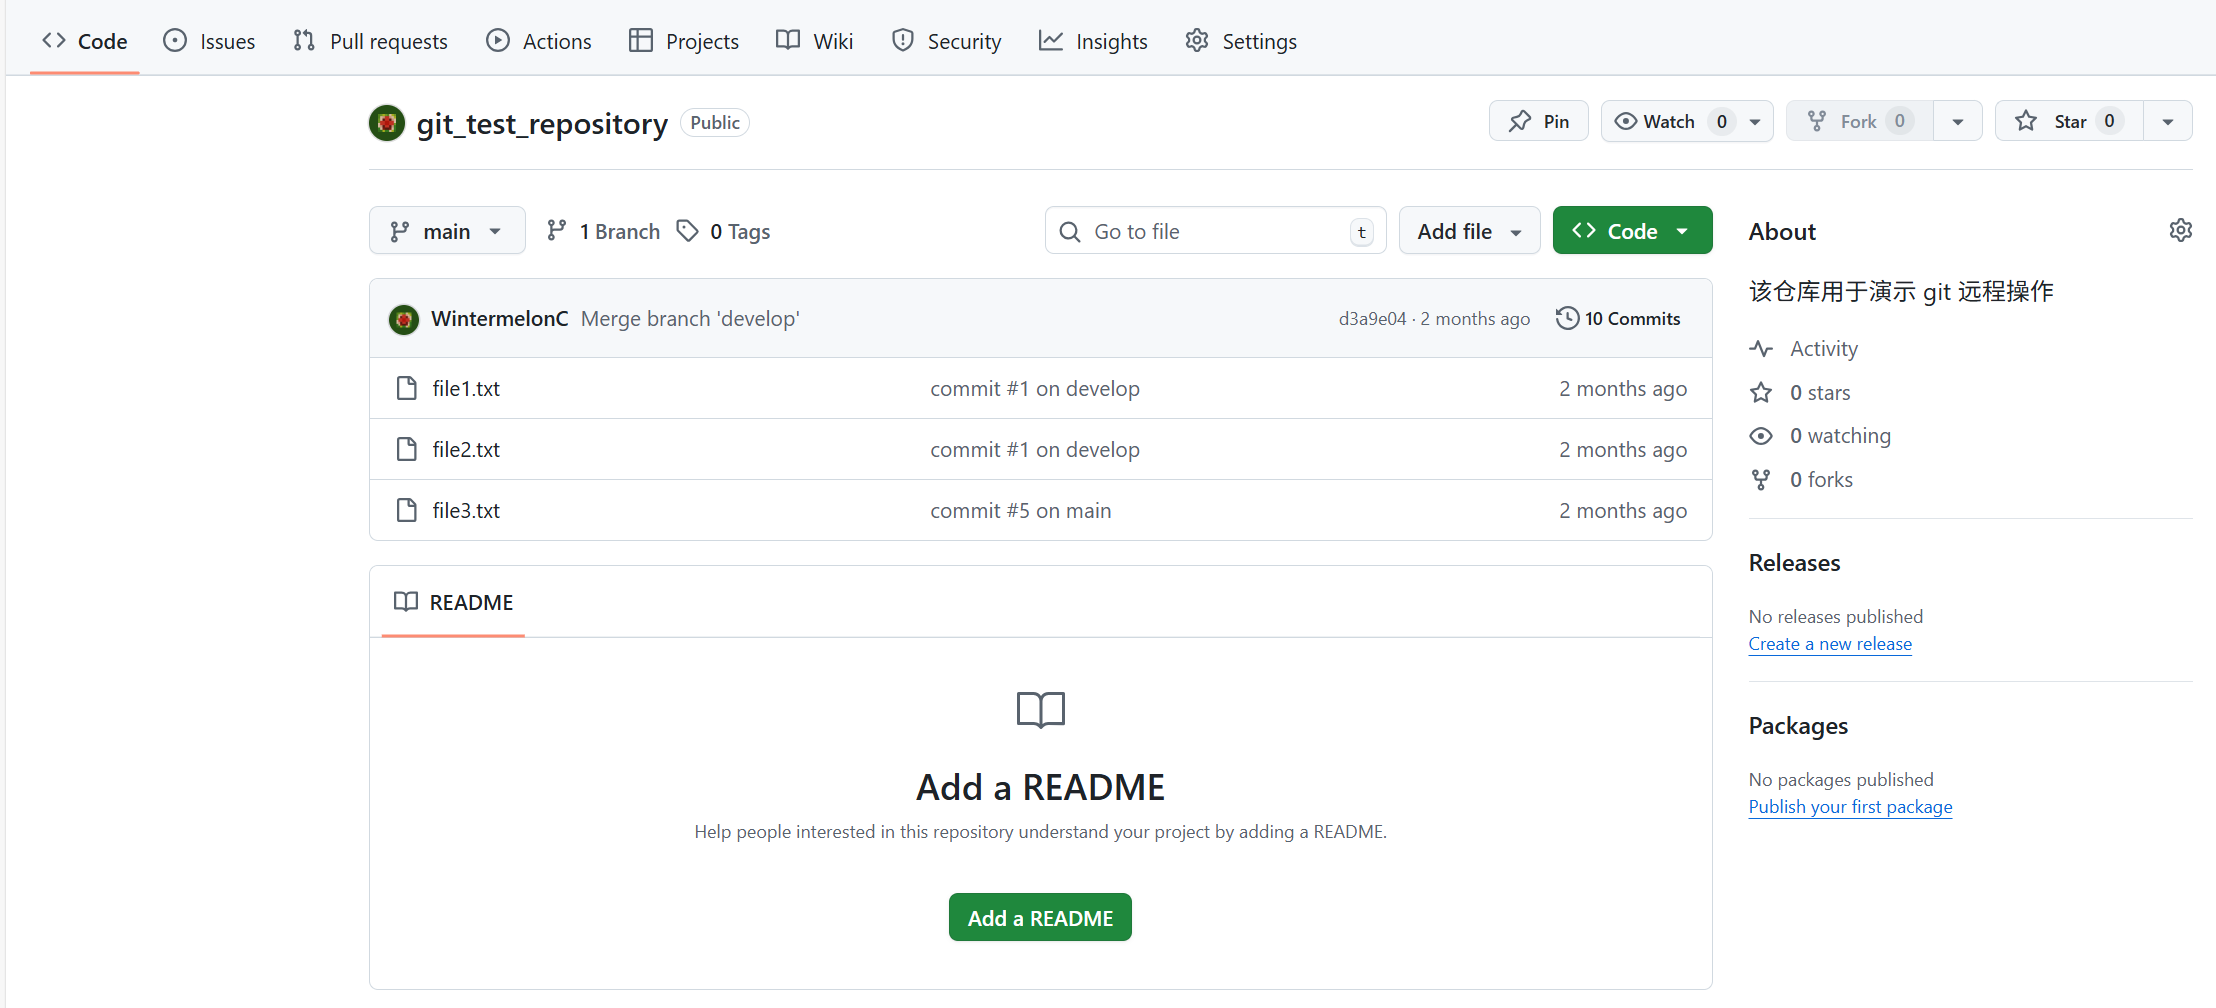 Code Issues Pull requests Actions Projects Wiki Security Insights Settings
git_test_repository Public Pin Watch 0 Fork 0 Star 0
main 1 Branch 0 Tags Go to file t Add file Code
WintermelonC Merge branch 'develop' d3a9e04 · 2 months ago 10 Commits
file1.txt commit #1 on develop 2 months ago
file2.txt commit #1 on develop 2 months ago
file3.txt commit #5 on main 2 months ago
README
Add a README
Help people interested in this repository understand your project by adding a README.
Add a README
About
该仓库用于演示 git 远程操作
Activity
0 stars
0 watching
0 forks
Releases
No releases published
Create a new release
Packages
No packages published
Publish your first package